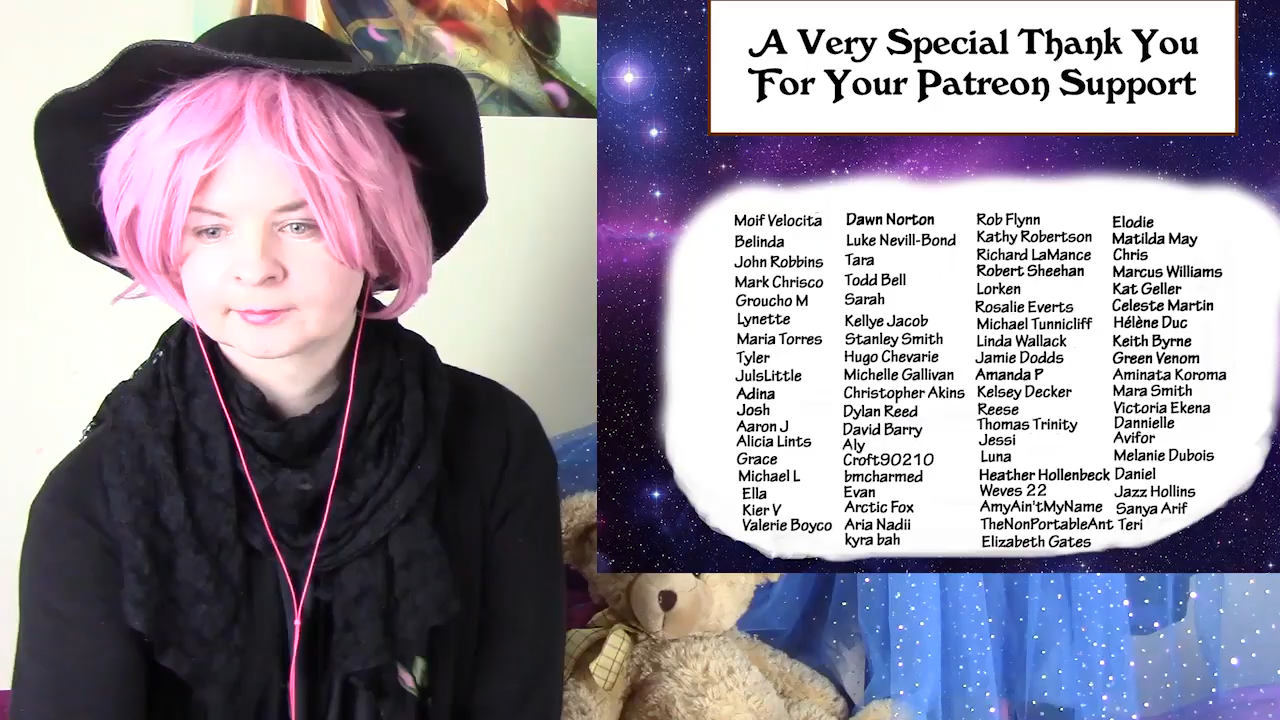 A Very Special Thank You
For Your Patreon Support
Moif Velocita
Belinda
John Robbins
Mark Chrisco
Groucho M
Lynette
Maria Torres
Tyler
JulsLittle
Adina
Josh
Aaron J
Alicia Lints
Grace
Michael L
Ella
Kier V
Valerie Boyco
Dawn Norton
Luke Nevill-Bond
Tara
Todd Bell
Sarah
Kellye Jacob
Stanley Smith
Hugo Chevarie
Michelle Gallivan
Christopher Akins
Dylan Reed
David Barry
Aly
Croft90210
bmcharmed
Evan
Arctic Fox
Aria Nadii
kyra bah
Rob Flynn
Kathy Robertson
Richard LaMance
Robert Sheehan
Lorken
Rosalie Everts
Michael Tunnicliff
Linda Wallack
Jamie Dodds
Amanda P
Kelsey Decker
Reese
Thomas Trinity
Jessi
Luna
Heather Hollenbeck
Weves 22
AmyAin'tMyName
TheNonPortableAnt
Elizabeth Gates
Elodie
Matilda May
Chris
Marcus Williams
Kat Geller
Celeste Martin
Hélène Duc
Keith Byrne
Green Venom
Aminata Koroma
Mara Smith
Victoria Ekena
Dannielle
Avifor
Melanie Dubois
Daniel
Jazz Hollins
Sanya Arif
Teri